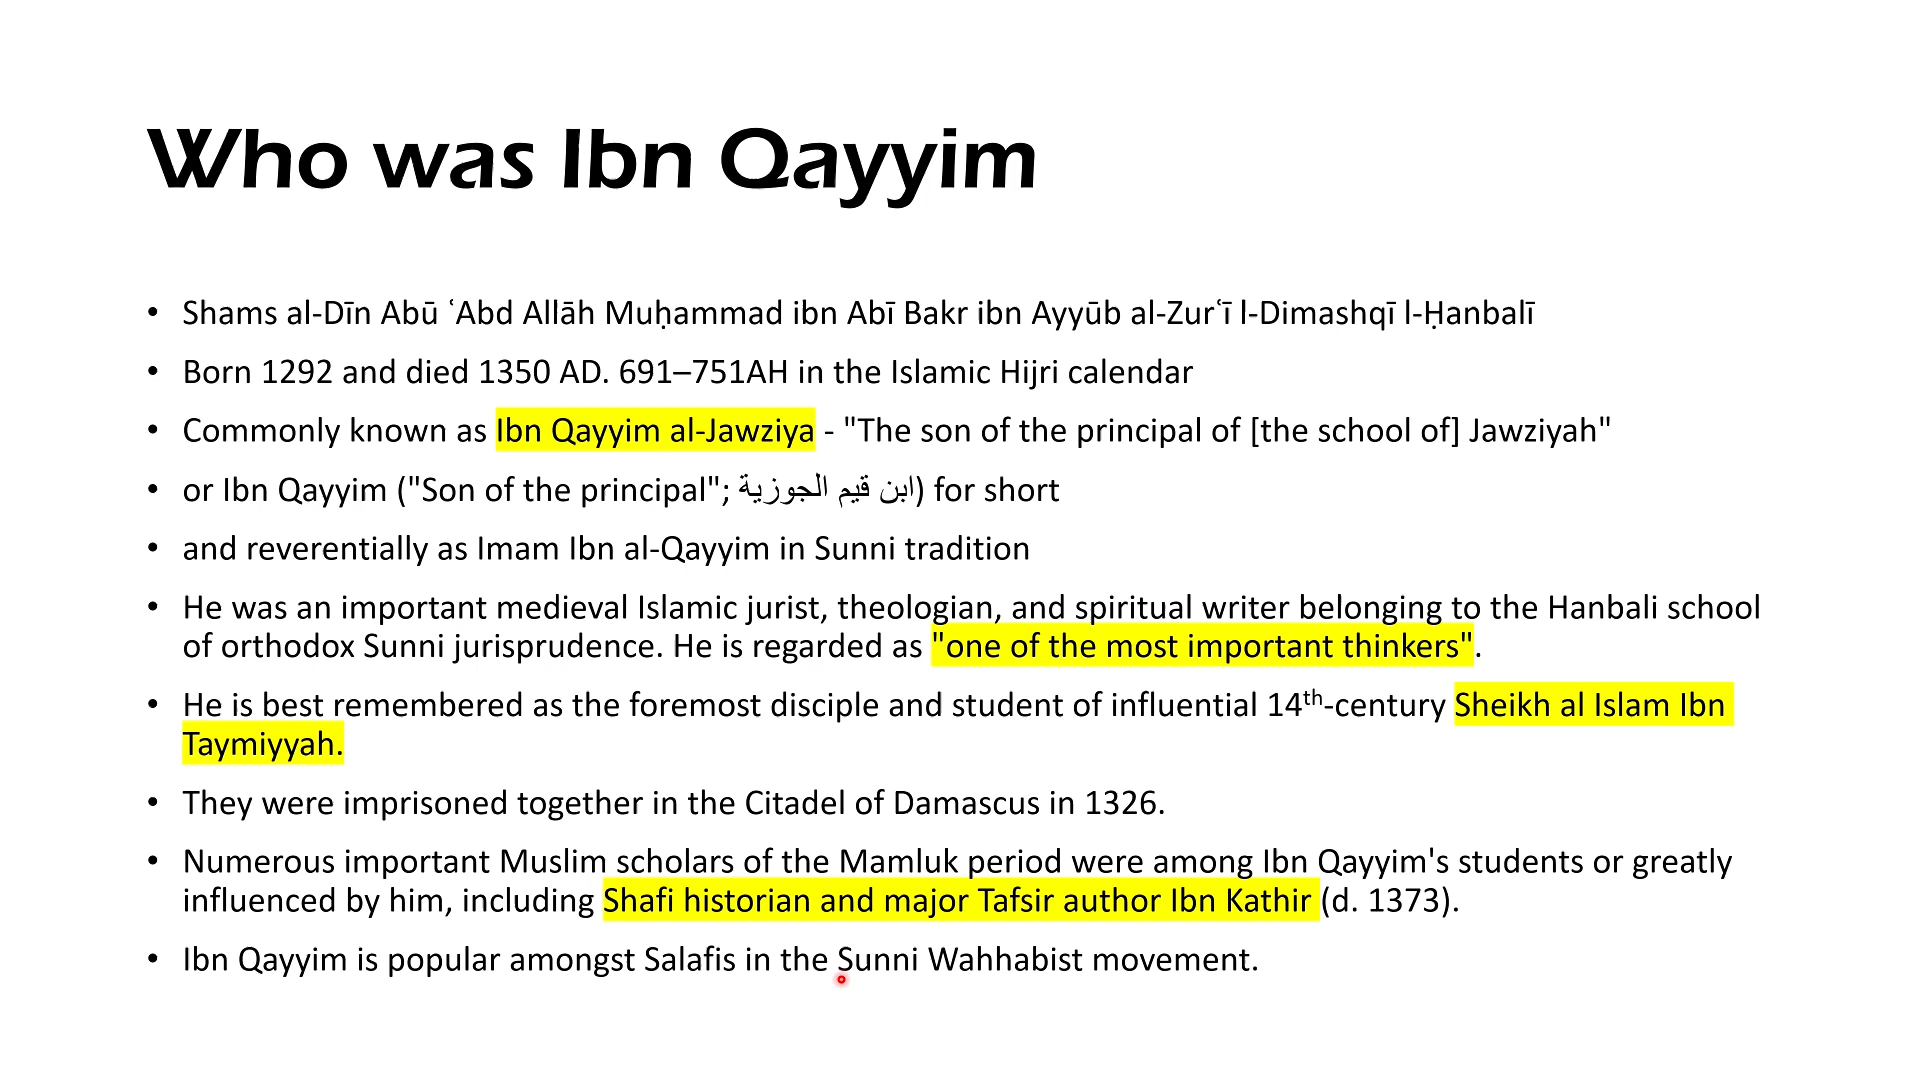 Who was Ibn Qayyim
• Shams al-Dīn Abū ʿAbd Allāh Muḥammad ibn Abī Bakr ibn Ayyūb al-Zurʿī l-Dimashqī l-Ḥanbalī
• Born 1292 and died 1350 AD. 691–751AH in the Islamic Hijri calendar
• Commonly known as Ibn Qayyim al-Jawziya - "The son of the principal of [the school of] Jawziyah"
• or Ibn Qayyim ("Son of the principal"; ابن قيم الجوزية) for short
• and reverentially as Imam Ibn al-Qayyim in Sunni tradition
• He was an important medieval Islamic jurist, theologian, and spiritual writer belonging to the Hanbali school
of orthodox Sunni jurisprudence. He is regarded as "one of the most important thinkers".
• He is best remembered as the foremost disciple and student of influential 14th-century Sheikh al Islam Ibn
Taymiyyah.
• They were imprisoned together in the Citadel of Damascus in 1326.
• Numerous important Muslim scholars of the Mamluk period were among Ibn Qayyim's students or greatly
influenced by him, including Shafi historian and major Tafsir author Ibn Kathir (d. 1373).
• Ibn Qayyim is popular amongst Salafis in the Sunni Wahhabist movement.